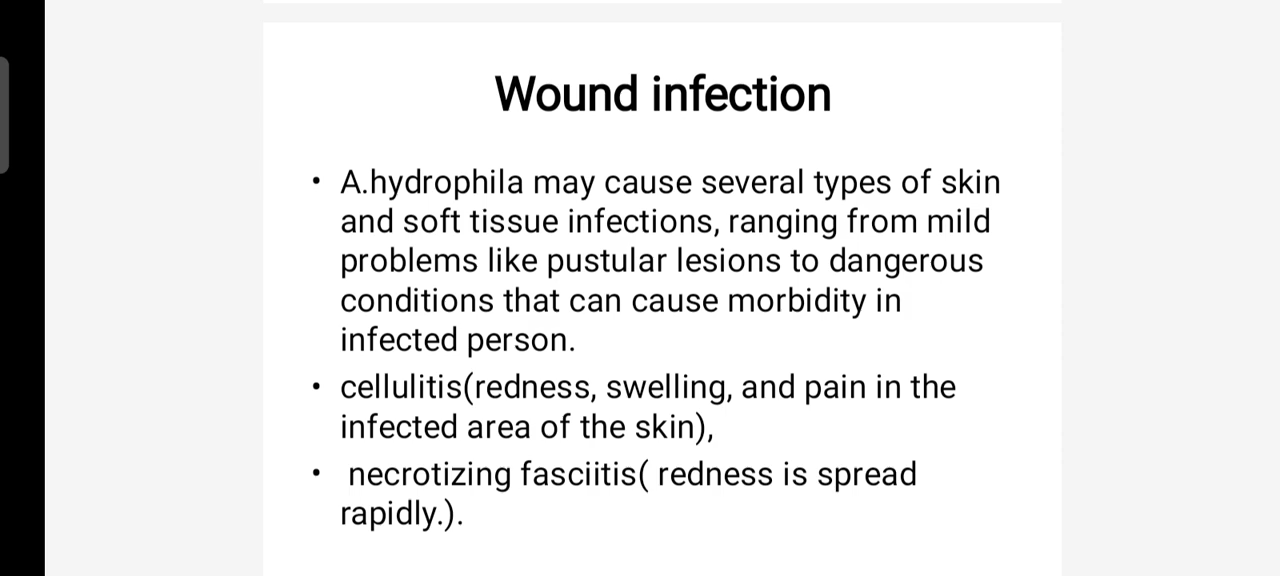 Wound infection
• A.hydrophila may cause several types of skin
and soft tissue infections, ranging from mild
problems like pustular lesions to dangerous
conditions that can cause morbidity in
infected person.
• cellulitis(redness, swelling, and pain in the
infected area of the skin),
• necrotizing fasciitis( redness is spread
rapidly.).